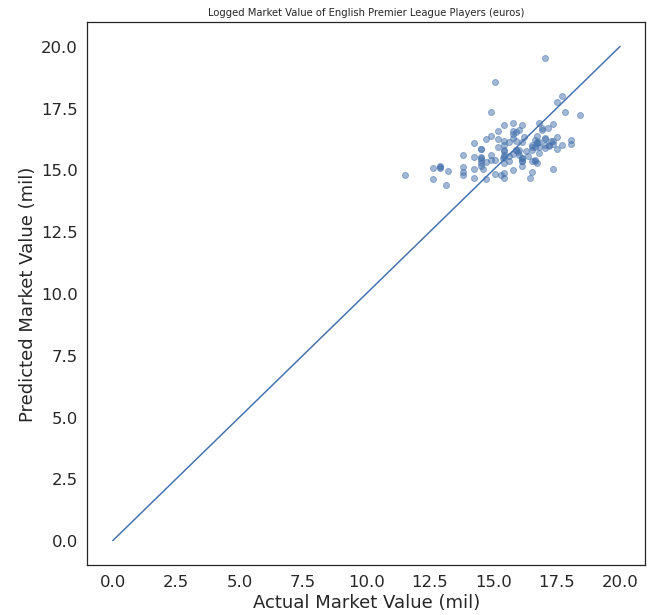 Logged Market Value of English Premier League Players (euros)
20.0
17.5
15.0
12.5
10.0
7.5
5.0
2.5
0.0
Predicted Market Value (mil)
0.0 2.5 5.0 7.5 10.0 12.5 15.0 17.5 20.0
Actual Market Value (mil)